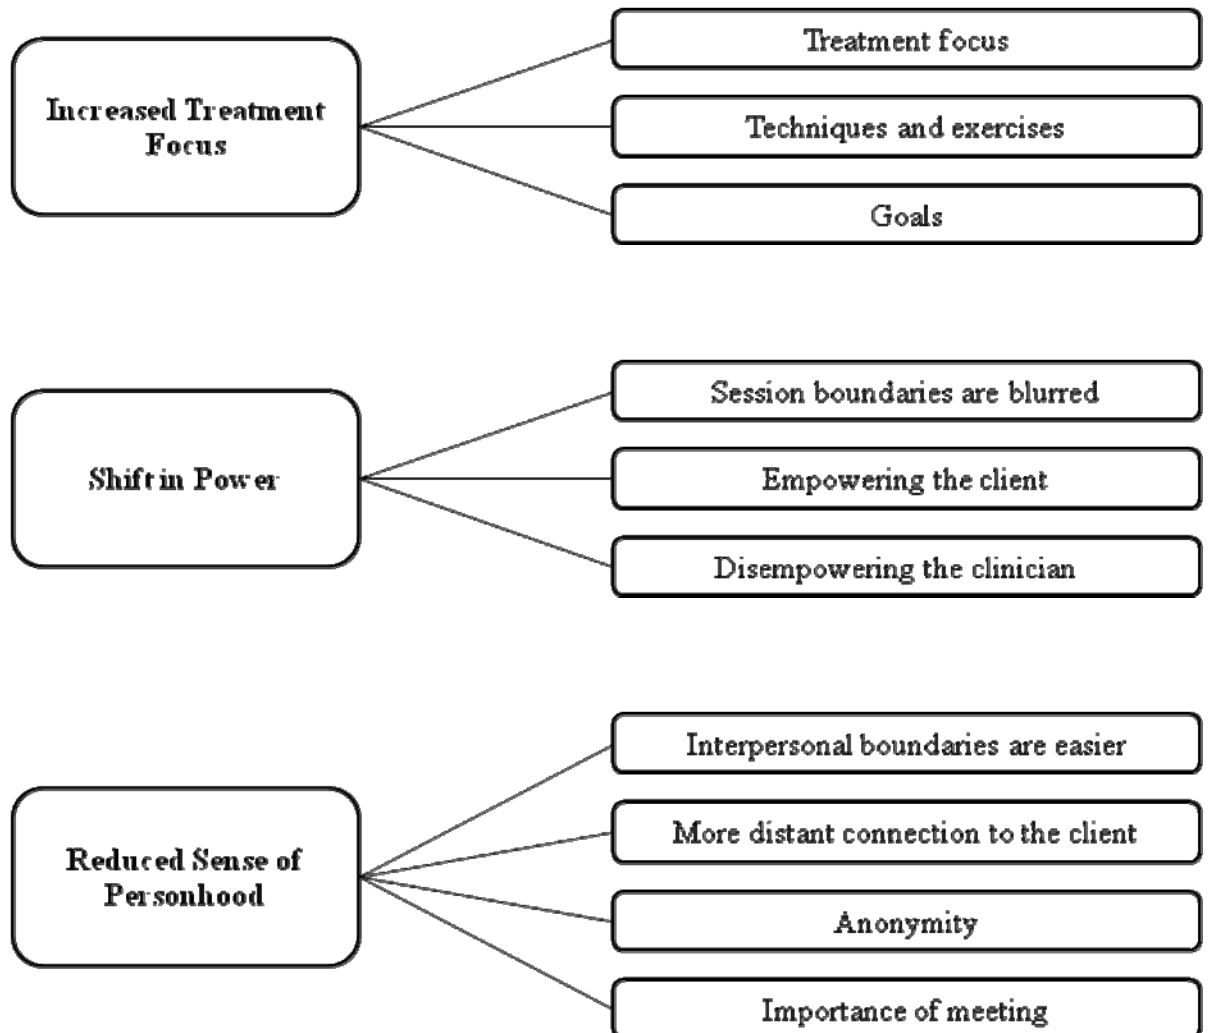 Increased Treatment
Focus
Treatment focus
Techniques and exercises
Goals
Shift in Power
Session boundaries are blurred
Empowering the client
Disempowering the clinician
Reduced Sense of
Personhood
Interpersonal boundaries are easier
More distant connection to the client
Anonymity
Importance of meeting